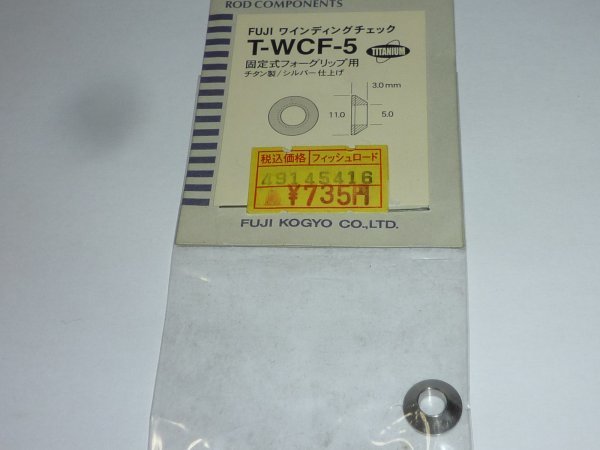 ROD COMPONENTS
FUJI ワインディングチェック
T-WCF-5 TITANIUM
固定式フォーグリップ用
チタン製/シルバー仕上げ
3.0mm
11.0
5.0
税込価格 フィッシュロード
49145416
¥735円
FUJI KOGYO CO.,LTD.